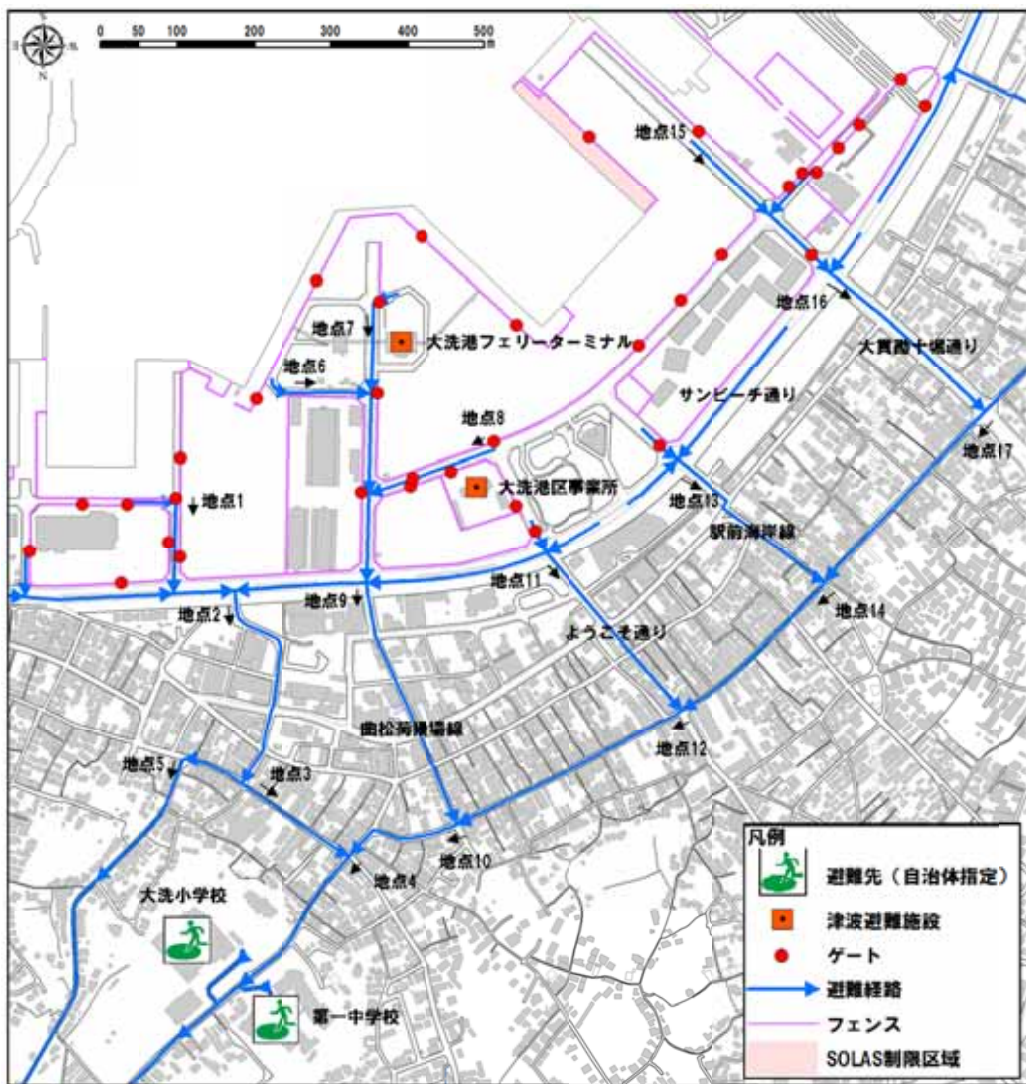 0 50 100 200 300 400 500
m
N
地点15
地点16
大貫勘十堀通り
地点7
大洗港フェリーターミナル
地点6
サンビーチ通り
地点8
地点17
大洗港区事業所
地点1
地点13
駅前海岸線
地点11
地点14
地点2
地点9
ようこそ通り
曲松荷揚場線
地点12
地点5
地点3
地点10
地点4
大洗小学校
第一中学校
凡例
避難先（自治体指定）
津波避難施設
ゲート
避難経路
フェンス
SOLAS制限区域